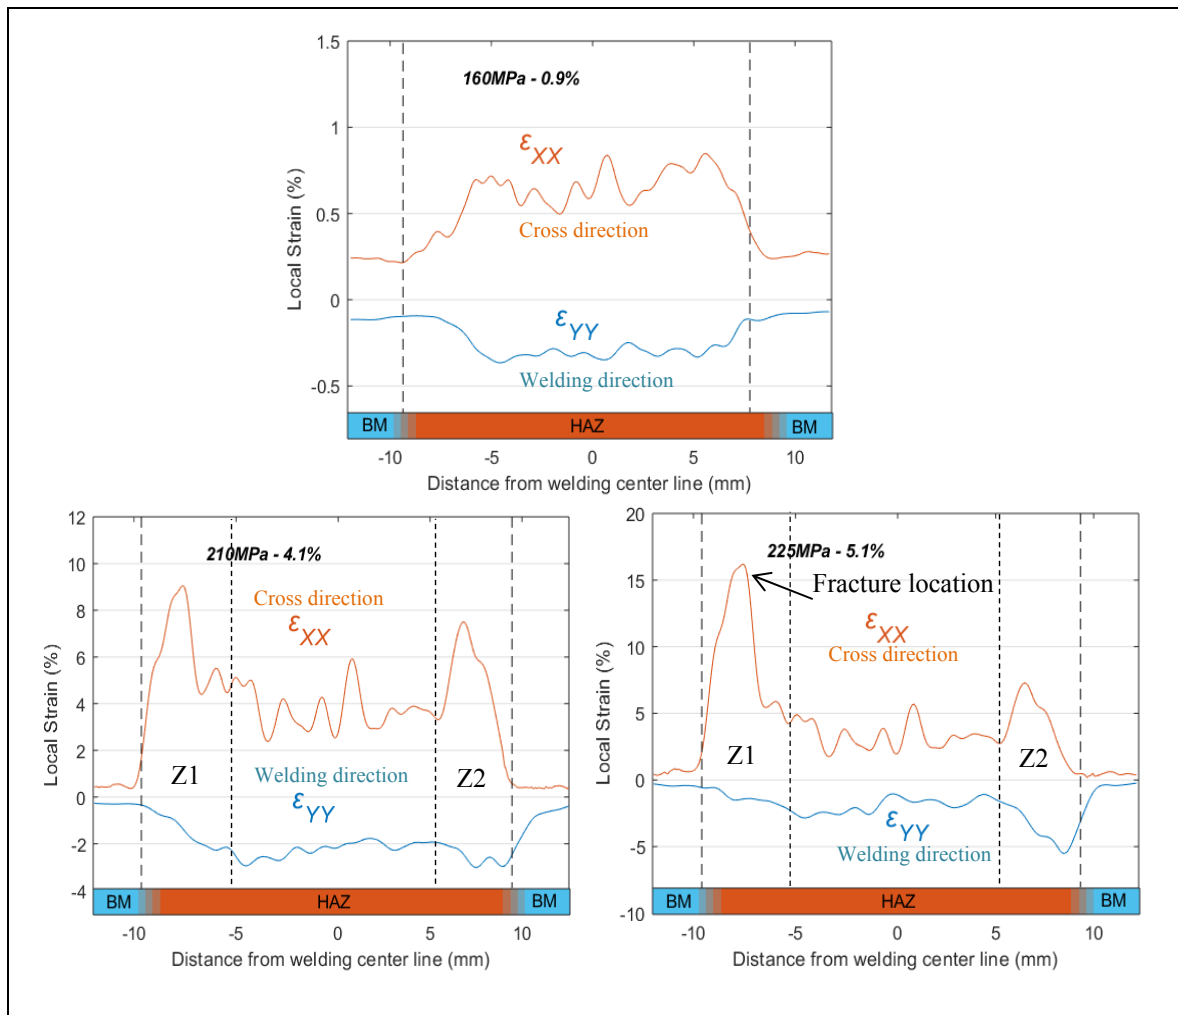 1.5
160MPa - 0.9%
1
εXX
Cross direction
0.5
Local Strain (%)
0
εYY
Welding direction
-0.5
BM HAZ BM
-10 -5 0 5 10
Distance from welding center line (mm)
12
210MPa - 4.1%
10
Cross direction
εXX
8
6
Local Strain (%)
4
2
Z1 Welding direction Z2
0
εYY
-2
-4
BM HAZ BM
-10 -5 0 5 10
Distance from welding center line (mm)
20
225MPa - 5.1%
Fracture location
15
εXX
Cross direction
10
Local Strain (%)
5
Z1 Z2
0
εYY
Welding direction
-5
BM HAZ BM
-10
-10 -5 0 5 10
Distance from welding center line (mm)